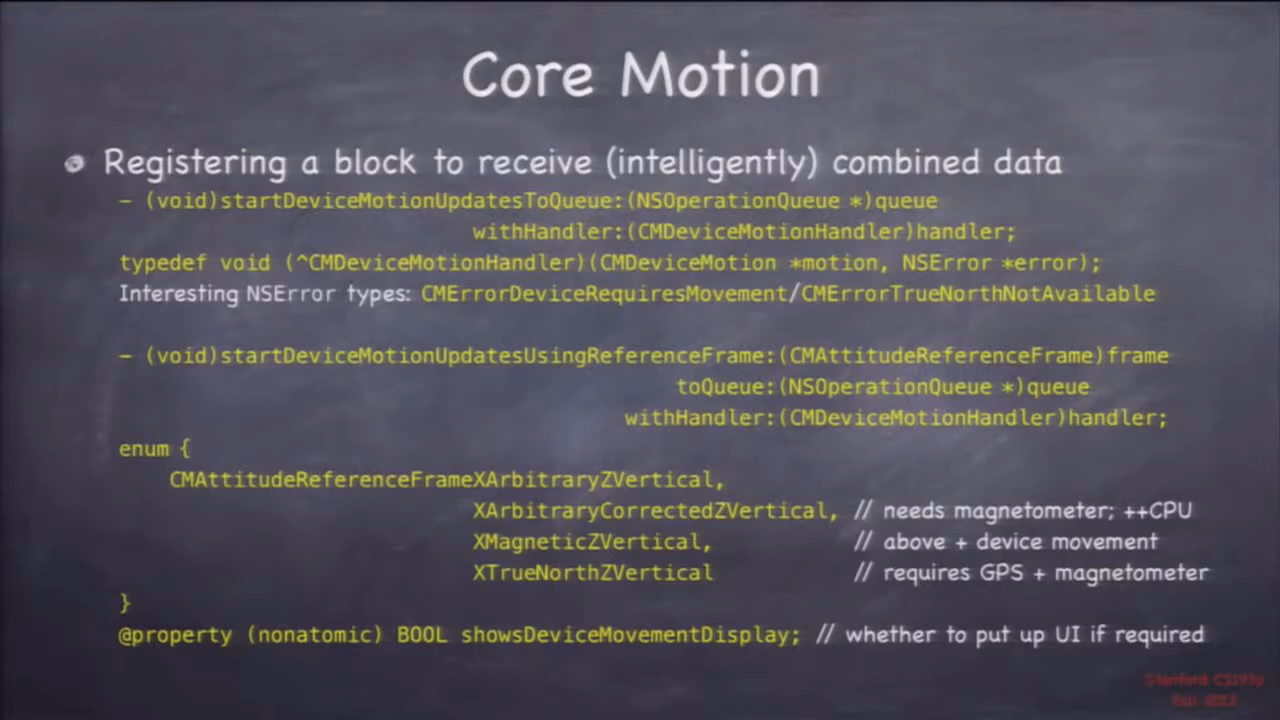 Core Motion
Registering a block to receive (intelligently) combined data
- (void)startDeviceMotionUpdatesToQueue:(NSOperationQueue *)queue
withHandler:(CMDeviceMotionHandler)handler;
typedef void (^CMDeviceMotionHandler)(CMDeviceMotion *motion, NSError *error);
Interesting NSError types: CMErrorDeviceRequiresMovement/CMErrorTrueNorthNotAvailable
- (void)startDeviceMotionUpdatesUsingReferenceFrame:(CMAttitudeReferenceFrame)frame
toQueue:(NSOperationQueue *)queue
withHandler:(CMDeviceMotionHandler)handler;
enum {
CMAttitudeReferenceFrameXArbitraryZVertical,
XArbitraryCorrectedZVertical, // needs magnetometer; ++CPU
XMagneticZVertical, // above + device movement
XTrueNorthZVertical // requires GPS + magnetometer
}
@property (nonatomic) BOOL showsDeviceMovementDisplay; // whether to put up UI if required
Stanford CS193p